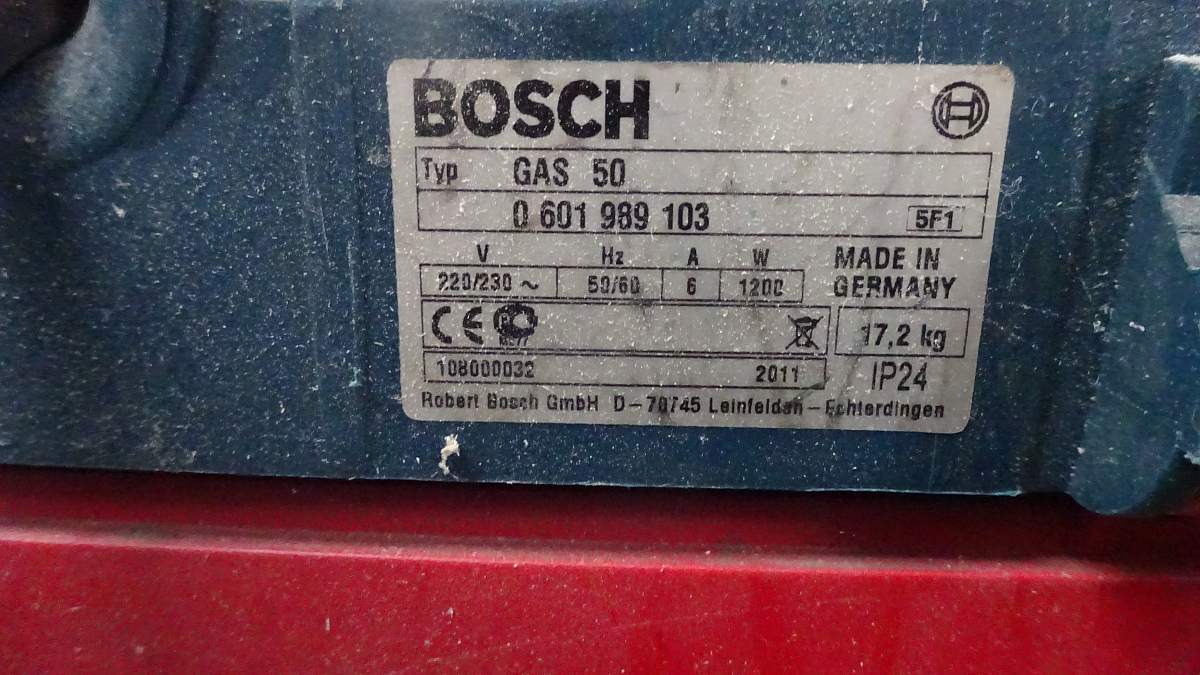 BOSCH
Typ GAS 50
0 601 989 103 5F1
V Hz A W MADE IN
220/230 ~ 50/60 6 1200 GERMANY
CE 17,2 kg
108000032 2011 IP24
Robert Bosch GmbH D-70745 Leinfelden-Echterdingen